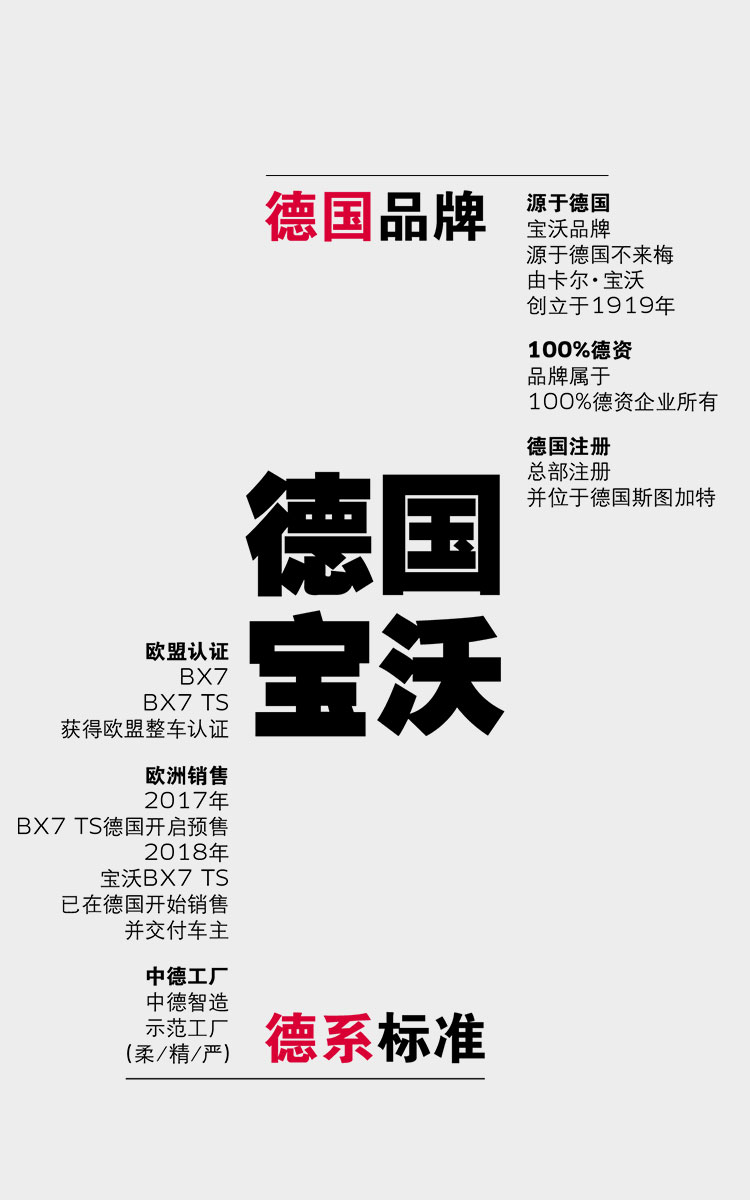 德国品牌
源于德国
宝沃品牌
源于德国不来梅
由卡尔·宝沃
创立于1919年
100%德资
品牌属于
100%德资企业所有
德国注册
总部注册
并位于德国斯图加特
德国
宝沃
欧盟认证
BX7
BX7 TS
获得欧盟整车认证
欧洲销售
2017年
BX7 TS德国开启预售
2018年
宝沃BX7 TS
已在德国开始销售
并交付车主
中德工厂
中德智造
示范工厂
(柔/精/严)
德系标准